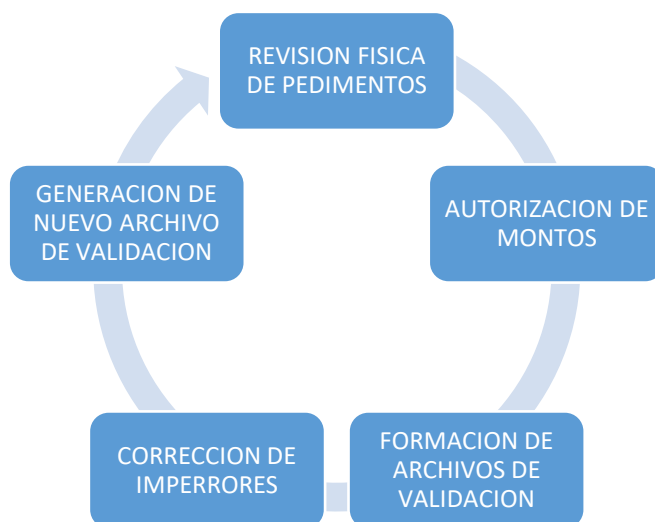 REVISION FISICA
DE PEDIMENTOS
AUTORIZACION DE
MONTOS
FORMACION DE
ARCHIVOS DE
VALIDACION
CORRECCION DE
IMPERRORES
GENERACION DE
NUEVO ARCHIVO
DE VALIDACION